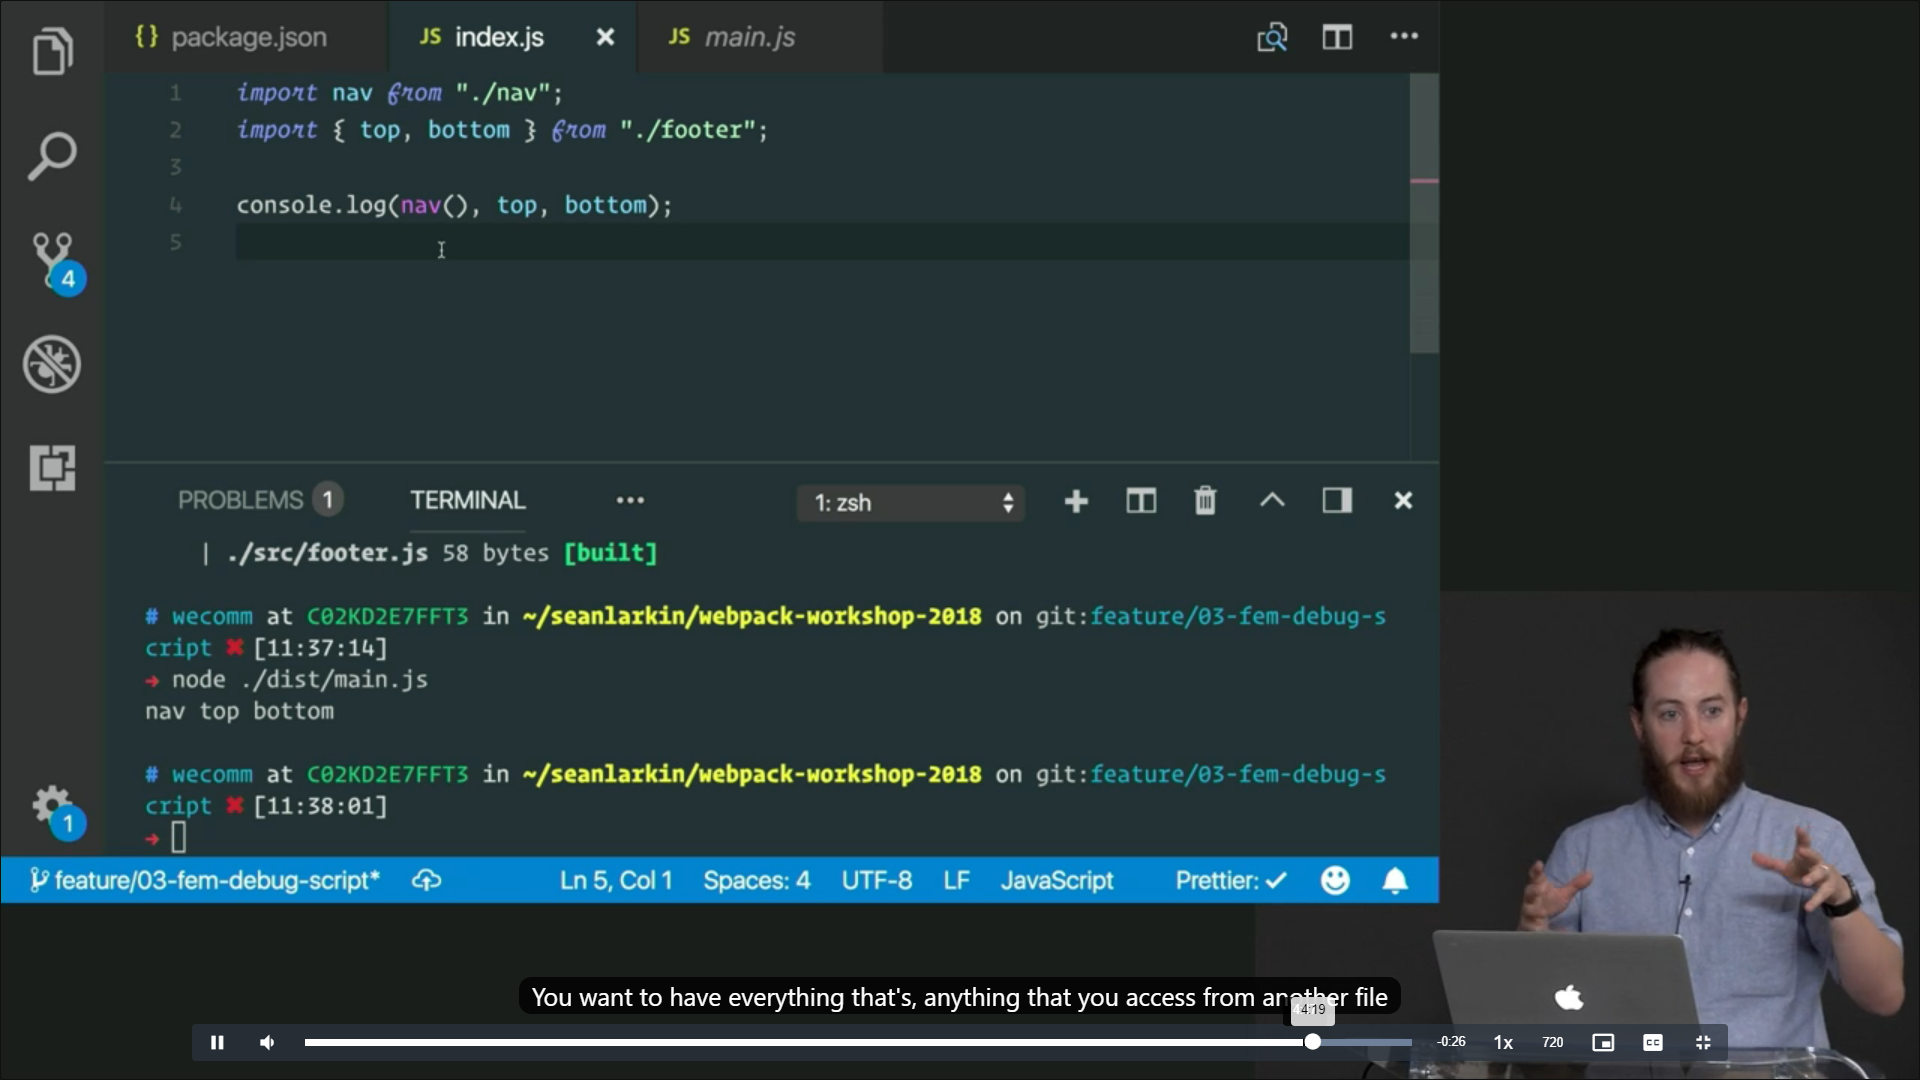 {} package.json
JS index.js
JS main.js
1 import nav from "./nav";
2 import { top, bottom } from "./footer";
3
4 console.log(nav(), top, bottom);
5
4
PROBLEMS 1
TERMINAL
1: zsh
| ./src/footer.js 58 bytes [built]
# wecomm at C02KD2E7FFT3 in ~/seanlarkin/webpack-workshop-2018 on git:feature/03-fem-debug-s
cript ✖ [11:37:14]
→ node ./dist/main.js
nav top bottom
# wecomm at C02KD2E7FFT3 in ~/seanlarkin/webpack-workshop-2018 on git:feature/03-fem-debug-s
cript ✖ [11:38:01]
→
1
feature/03-fem-debug-script*
Ln 5, Col 1
Spaces: 4
UTF-8
LF
JavaScript
Prettier: ✓
You want to have everything that's, anything that you access from another file
4:19
-0:26
1x
720
CC